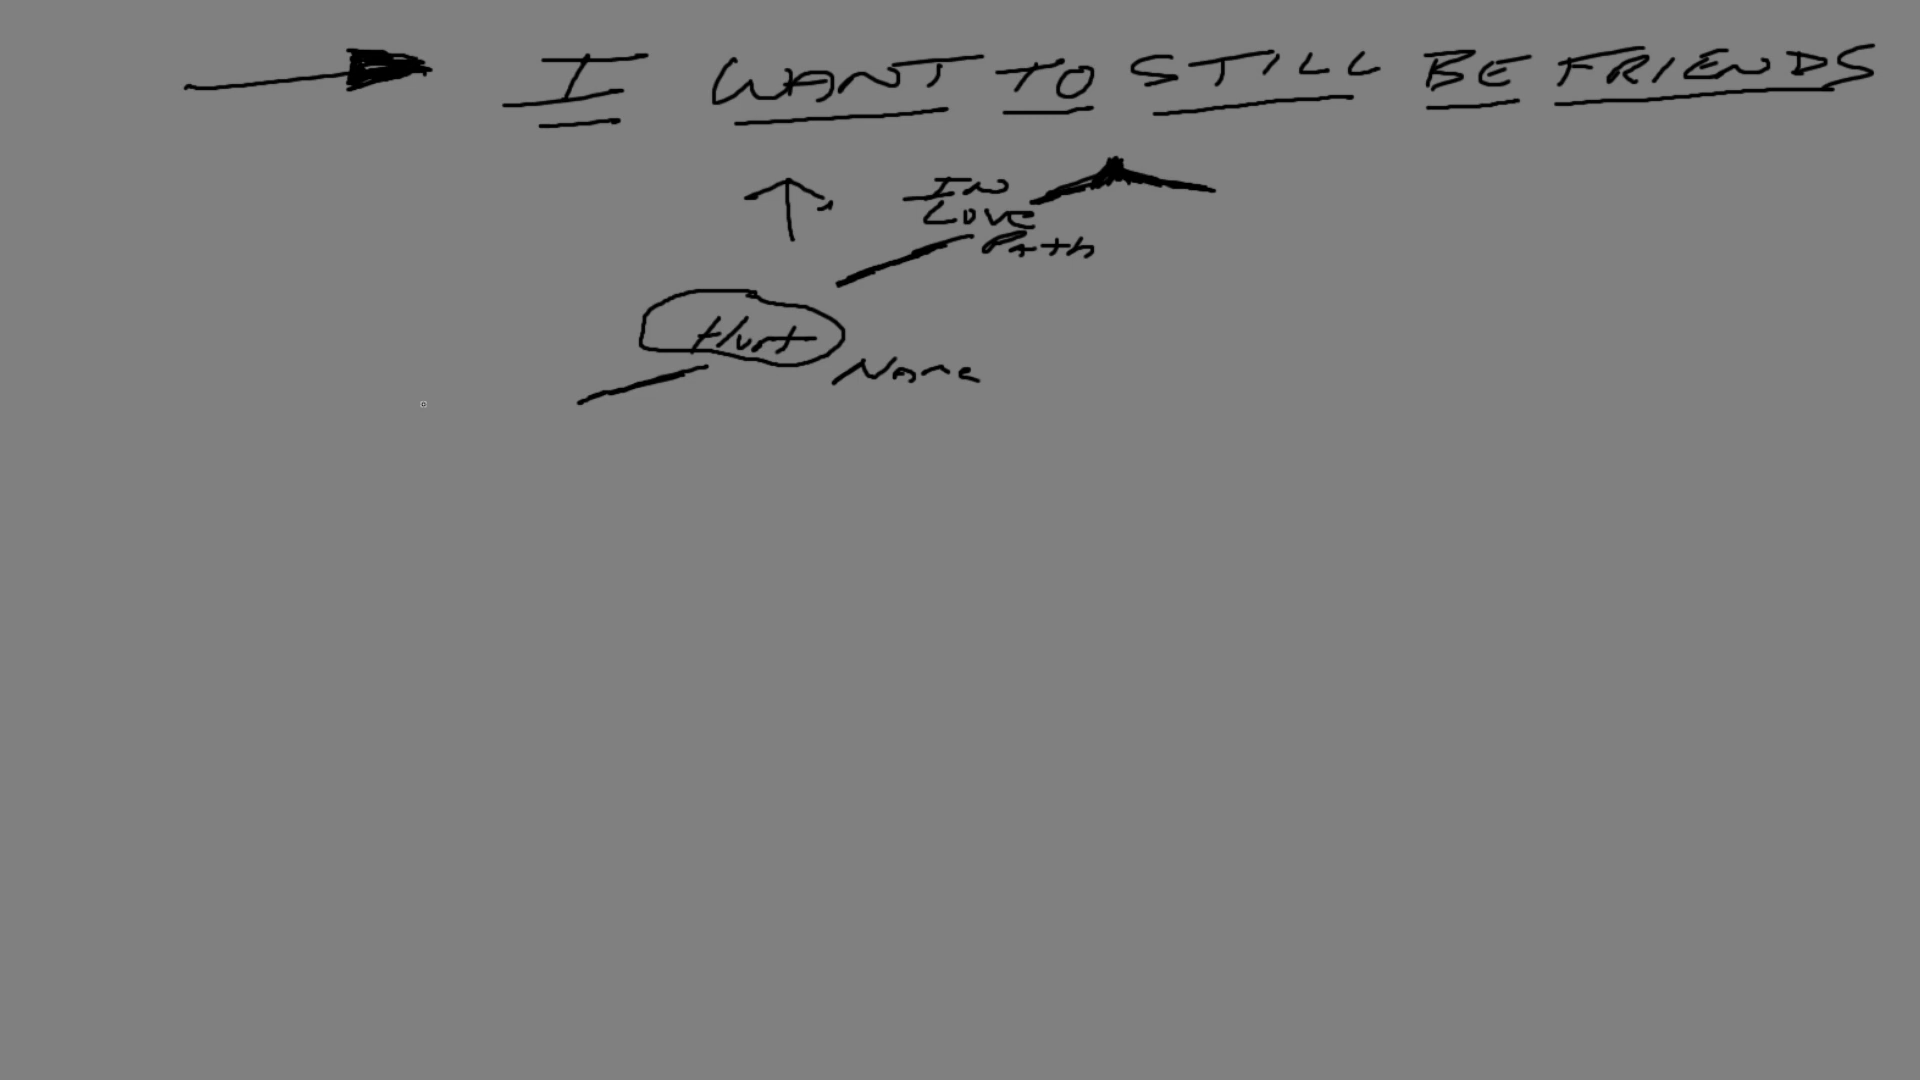 I WANT TO STILL BE FRIENDS
IN
LOVE
Path
Hurt
Name